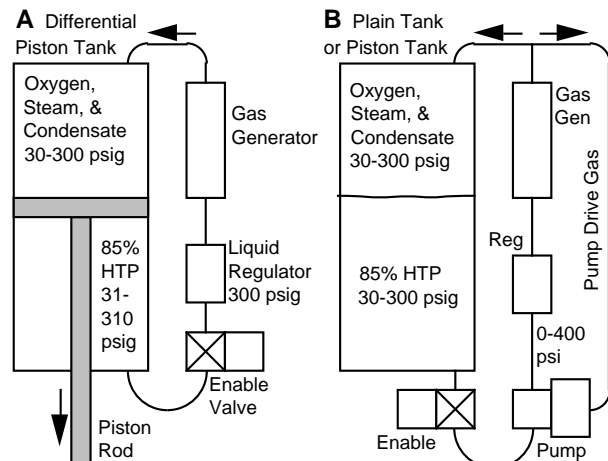 A Differential
Piston Tank
Oxygen,
Steam, &
Condensate
30-300 psig
Gas
Generator
85%
HTP
31-
310
psig
Liquid
Regulator
300 psig
Enable
Valve
Piston
Rod
B Plain Tank
or Piston Tank
Oxygen,
Steam, &
Condensate
30-300 psig
Gas
Gen
Pump Drive Gas
Reg
85% HTP
30-300 psig
0-400
psi
Enable
Pump